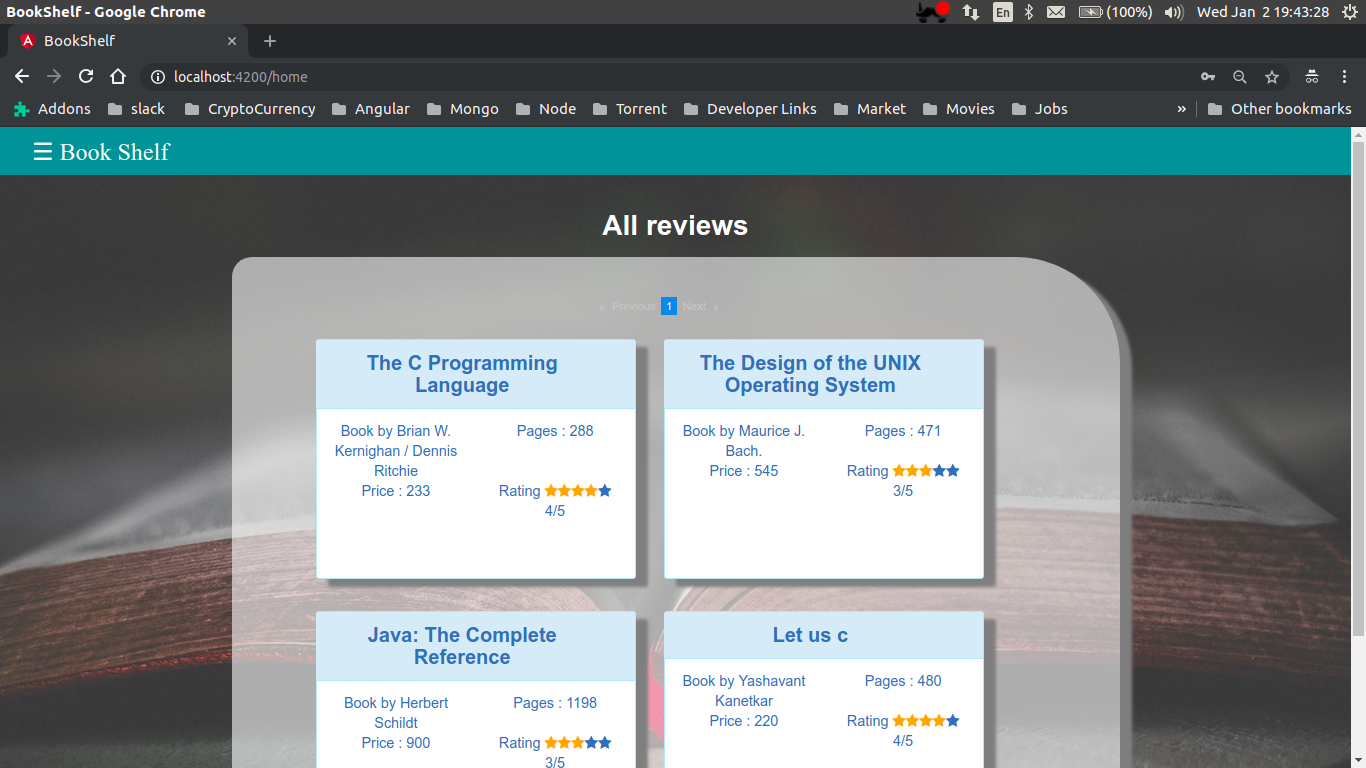 BookShelf - Google Chrome
En
(100%)
Wed Jan 2 19:43:28
BookShelf
localhost:4200/home
Addons
slack
CryptoCurrency
Angular
Mongo
Node
Torrent
Developer Links
Market
Movies
Jobs
»
Other bookmarks
☰ Book Shelf
All reviews
« Previous 1 Next »
The C Programming
Language
Book by Brian W.
Kernighan / Dennis
Ritchie
Price : 233
Pages : 288
Rating ★★★★★
4/5
The Design of the UNIX
Operating System
Book by Maurice J.
Bach.
Price : 545
Pages : 471
Rating ★★★★★
3/5
Java: The Complete
Reference
Book by Herbert
Schildt
Price : 900
Pages : 1198
Rating ★★★★★
3/5
Let us c
Book by Yashavant
Kanetkar
Price : 220
Pages : 480
Rating ★★★★★
4/5